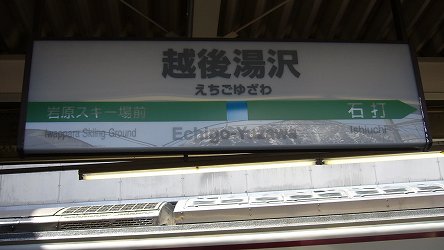 越後湯沢
えちごゆざわ
岩原スキー場前
石打
Iwappara Skiing-Ground
Echigo-Yuzawa
Ishiuchi